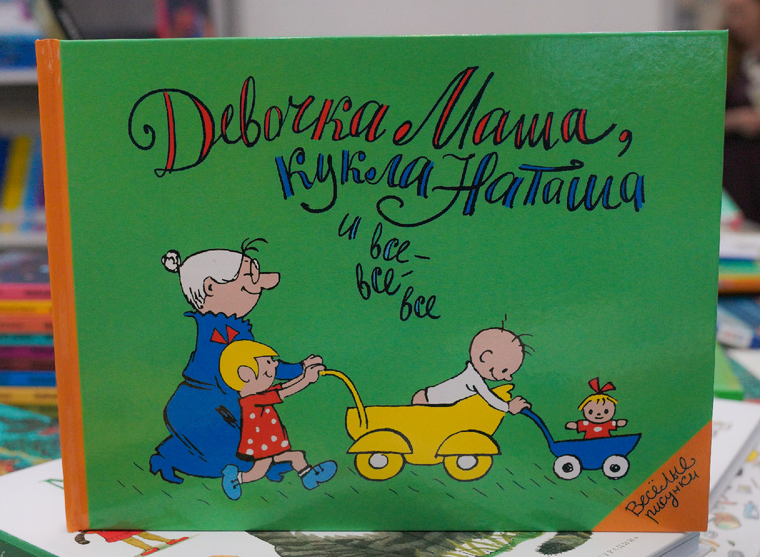 Девочка Маша,
кукла Наташа
и все-
все-
все
Весёлые
рисунки